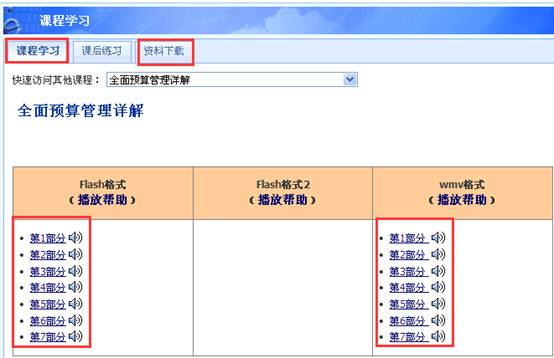 课程学习
课程学习 课后练习 资料下载
快速访问其他课程： 全面预算管理详解
全面预算管理详解
Flash格式 Flash格式2 wmv格式
（播放帮助） （播放帮助） （播放帮助）
第1部分 第1部分
第2部分 第2部分
第3部分 第3部分
第4部分 第4部分
第5部分 第5部分
第6部分 第6部分
第7部分 第7部分